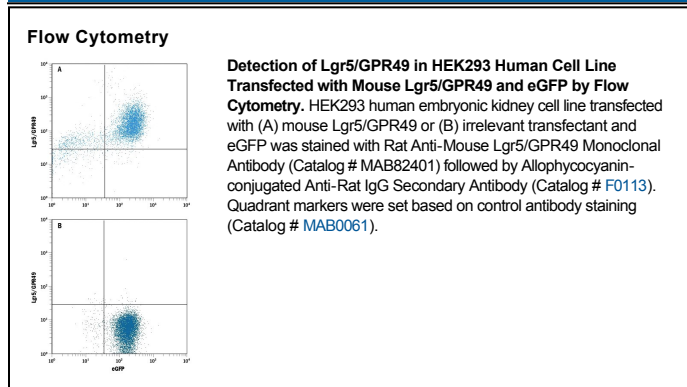 Flow Cytometry
Detection of Lgr5/GPR49 in HEK293 Human Cell Line
Transfected with Mouse Lgr5/GPR49 and eGFP by Flow
Cytometry. HEK293 human embryonic kidney cell line transfected
with (A) mouse Lgr5/GPR49 or (B) irrelevant transfectant and
eGFP was stained with Rat Anti-Mouse Lgr5/GPR49 Monoclonal
Antibody (Catalog # MAB82401) followed by Allophycocyanin-
conjugated Anti-Rat IgG Secondary Antibody (Catalog # F0113).
Quadrant markers were set based on control antibody staining
(Catalog # MAB0061).
A
Lgr5/GPR49
B
Lgr5/GPR49
eGFP